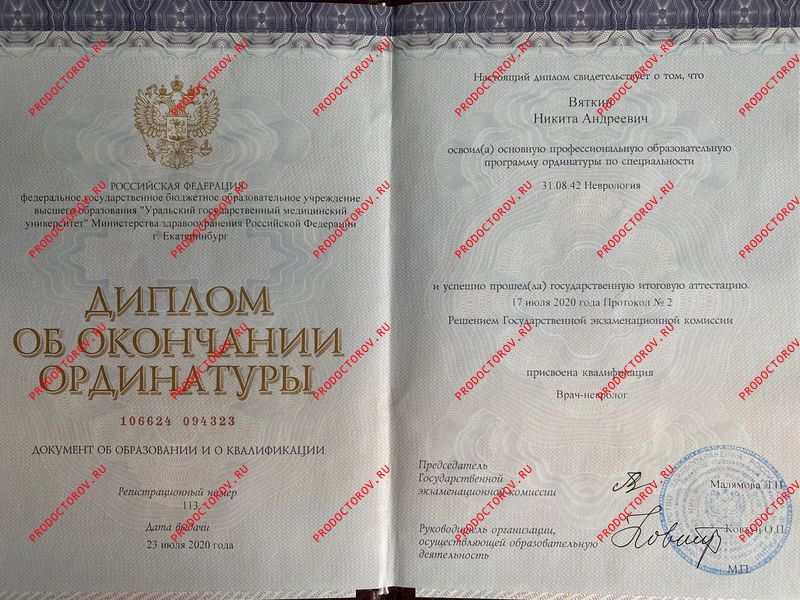 РОССИЙСКАЯ ФЕДЕРАЦИЯ
федеральное государственное бюджетное образовательное учреждение
высшего образования "Уральский государственный медицинский
университет" Министерства здравоохранения Российской Федерации
г. Екатеринбург
ДИПЛОМ
ОБ ОКОНЧАНИИ
ОРДИНАТУРЫ
106624 094323
ДОКУМЕНТ ОБ ОБРАЗОВАНИИ И О КВАЛИФИКАЦИИ
Регистрационный номер
113
Дата выдачи
23 июля 2020 года
Настоящий диплом свидетельствует о том, что
Вяткин
Никита Андреевич
освоил(а) основную профессиональную образовательную
программу ординатуры по специальности
31.08.42 Неврология
и успешно прошел(ла) государственную итоговую аттестацию.
17 июля 2020 года Протокол № 2
Решением Государственной экзаменационной комиссии
присвоена квалификация
Врач-невролог
Председатель
Государственной
экзаменационной комиссии
Малямова
Руководитель организации,
осуществляющей образовательную
деятельность
Ковтун О.П.
М.П.
PRODOCTOROV.RU